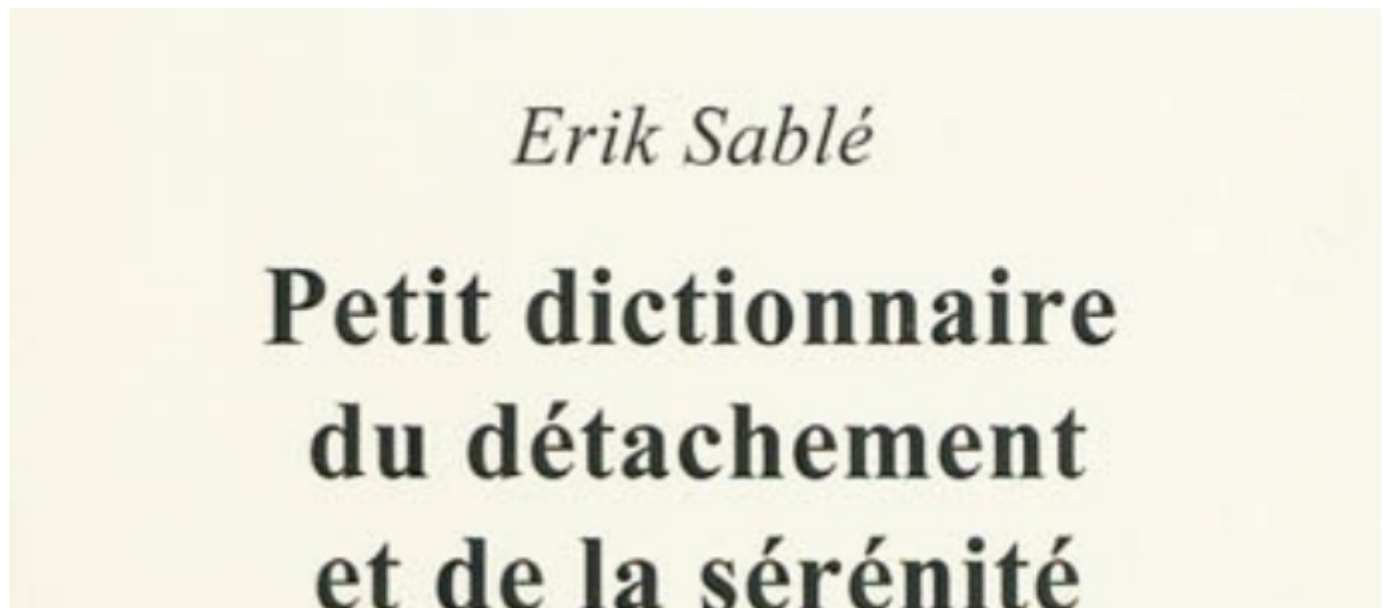 Erik Sablé
Petit dictionnaire
du détachement
et de la sérénité